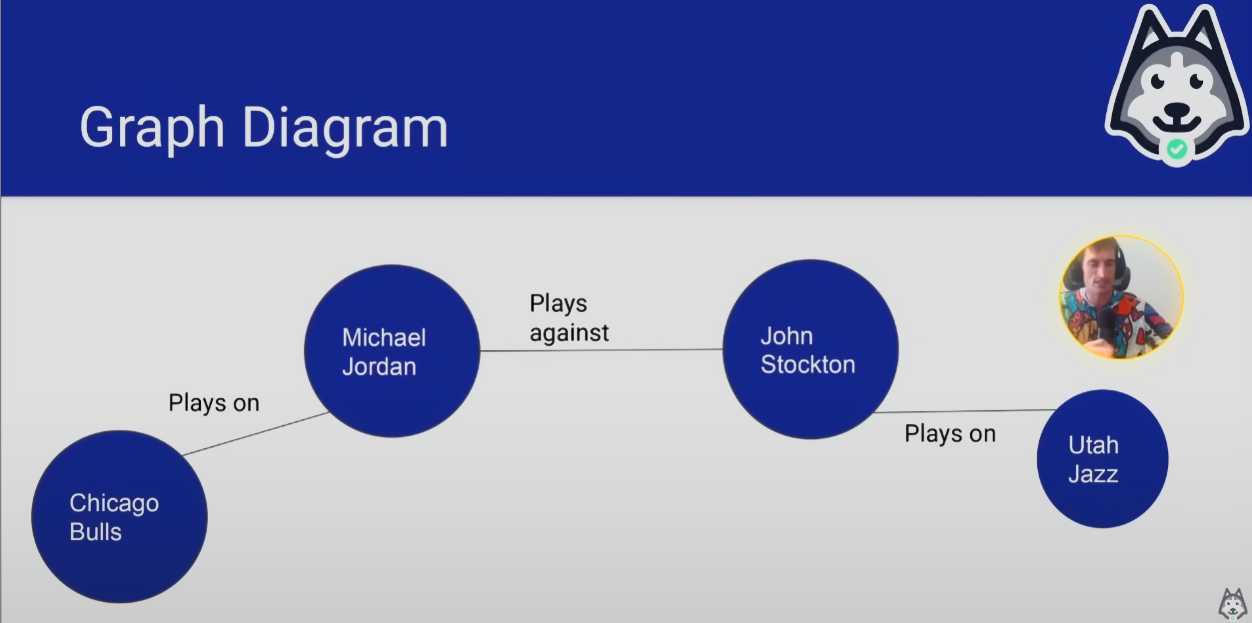 Graph Diagram
Michael
Jordan
Plays
against
John
Stockton
Plays on
Plays on
Utah
Jazz
Chicago
Bulls